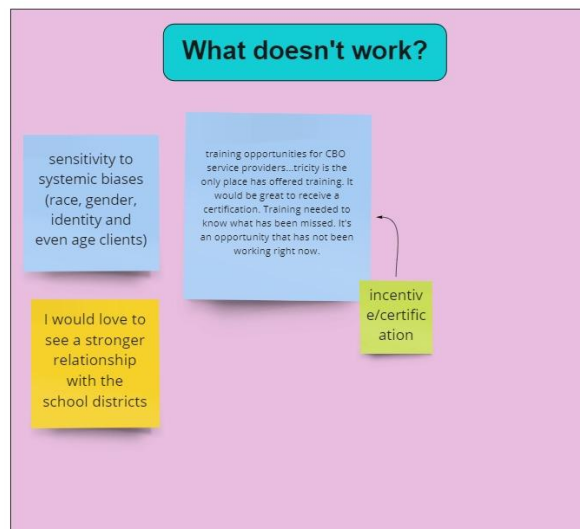 What doesn't work?
sensitivity to
systemic biases
(race, gender,
identity and
even age clients)
training opportunities for CBO
service providers...tricity is the
only place has offered training. It
would be great to receive a
certification. Training needed to
know what has been missed. It's
an opportunity that has not been
working right now.
incentiv
e/certific
ation
I would love to
see a stronger
relationship
with the
school districts